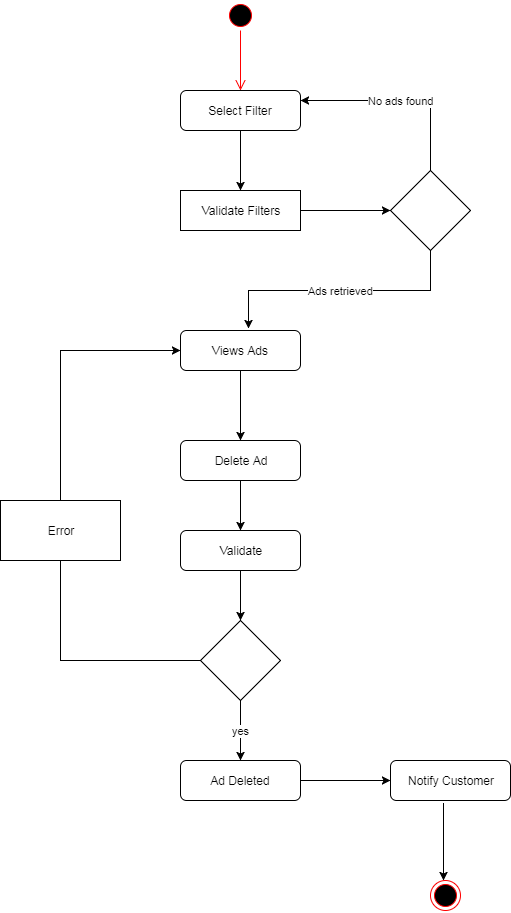 Select Filter
No ads found
Validate Filters
Ads retrieved
Views Ads
Delete Ad
Error
Validate
yes
Ad Deleted
Notify Customer